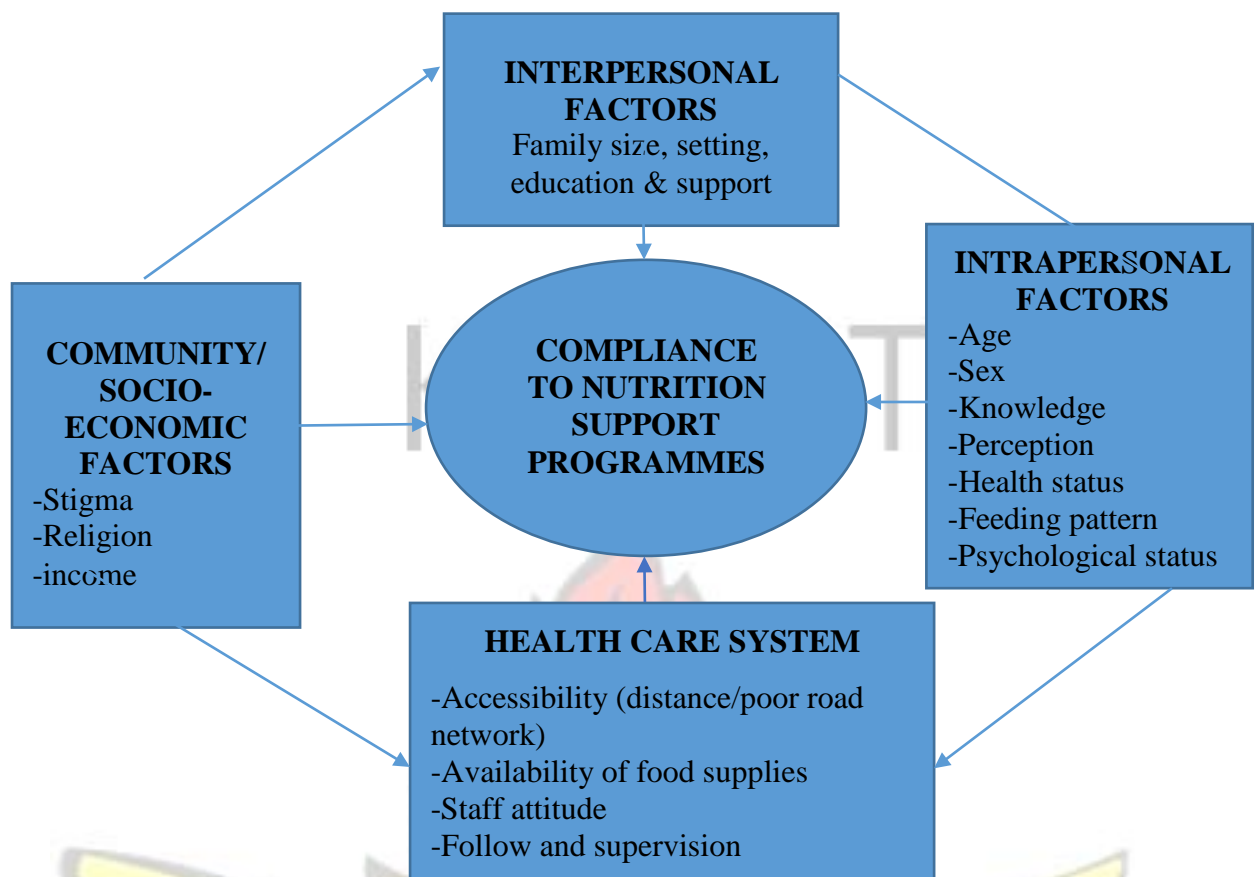 INTERPERSONAL
FACTORS
Family size, setting,
education & support
COMMUNITY/
SOCIO-
ECONOMIC
FACTORS
-Stigma
-Religion
-income
COMPLIANCE
TO NUTRITION
SUPPORT
PROGRAMMES
INTRAPERSONAL
FACTORS
-Age
-Sex
-Knowledge
-Perception
-Health status
-Feeding pattern
-Psychological status
HEALTH CARE SYSTEM
-Accessibility (distance/poor road
network)
-Availability of food supplies
-Staff attitude
-Follow and supervision